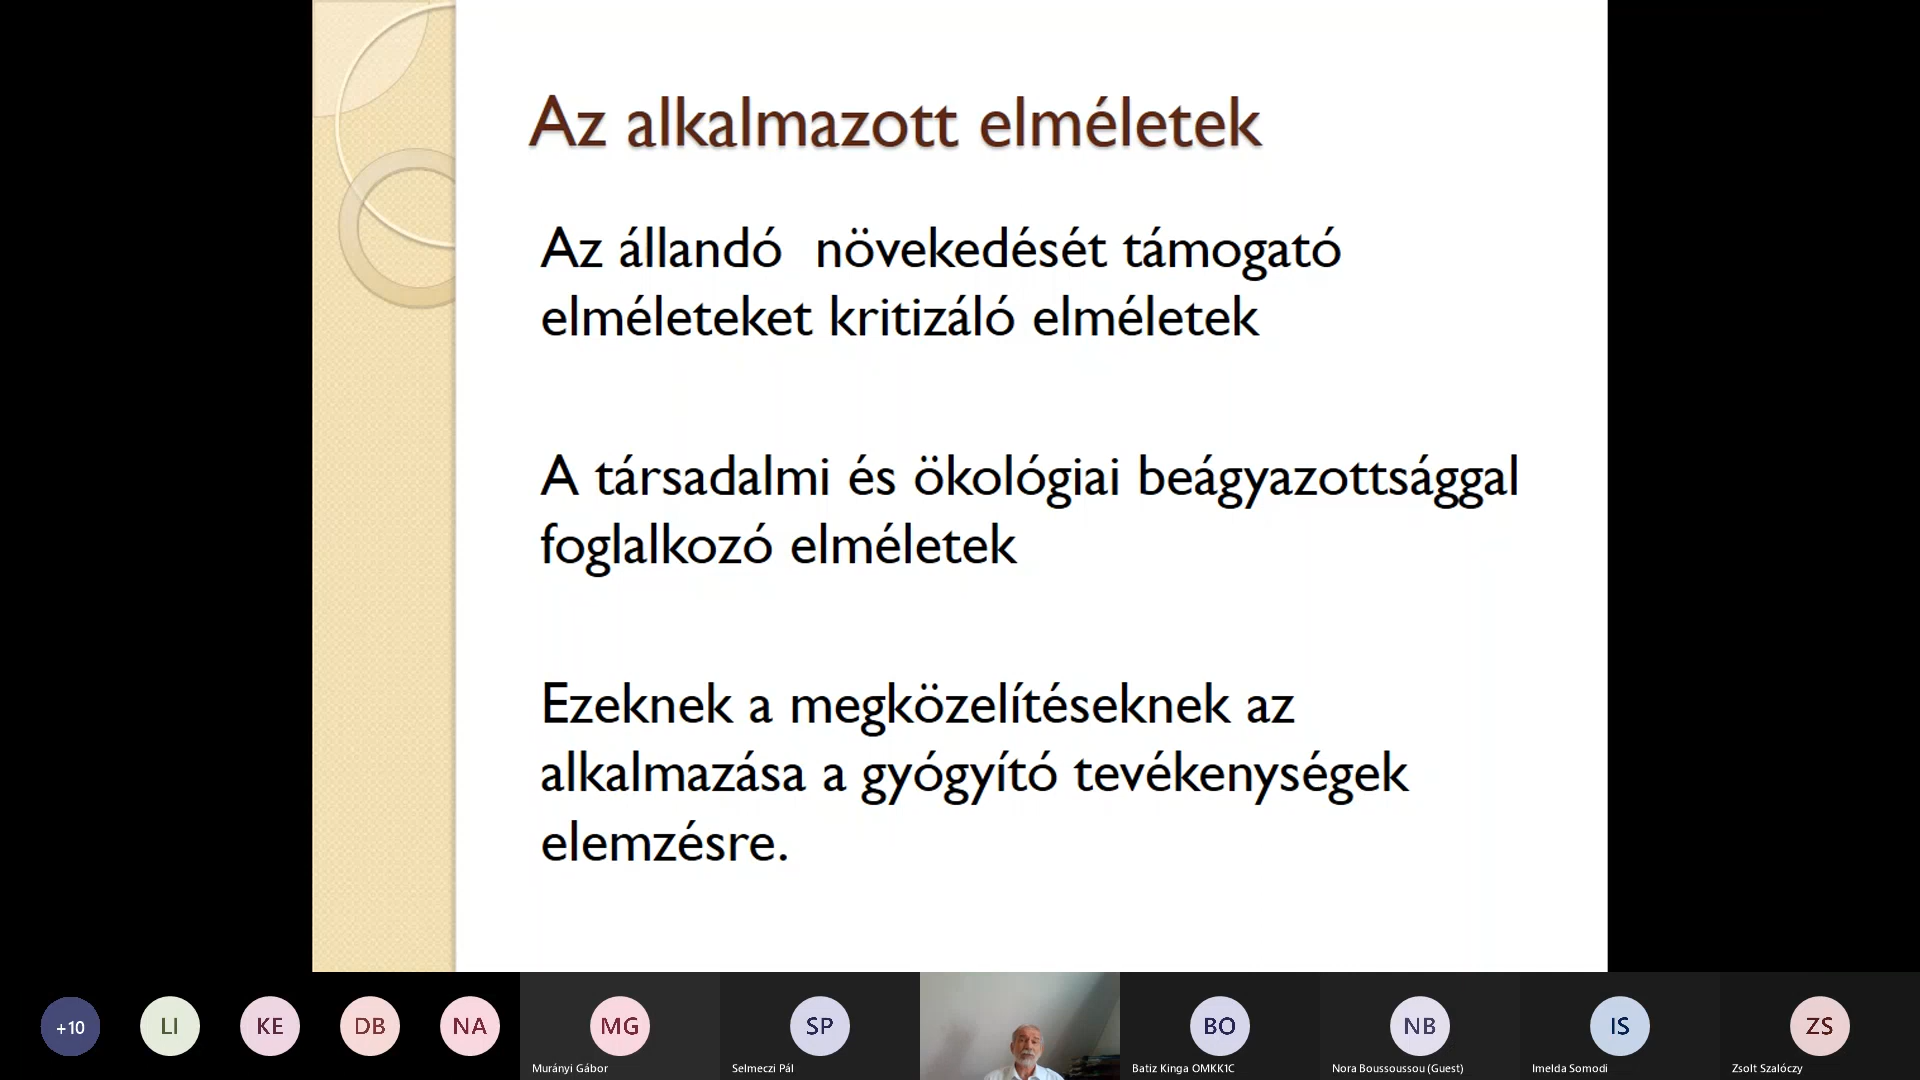 Az alkalmazott elméletek
Az állandó növekedését támogató
elméleteket kritizáló elméletek
A társadalmi és ökológiai beágyazottsággal
foglalkozó elméletek
Ezeknek a megközelítéseknek az
alkalmazása a gyógyító tevékenységek
elemzésre.
+10
LI
KE
DB
NA
MG
Murányi Gábor
SP
Selmeczi Pál
BO
Batiz Kinga OMKK1C
NB
Nora Boussoussou (Guest)
IS
Imelda Somodi
ZS
Zsolt Szalóczy